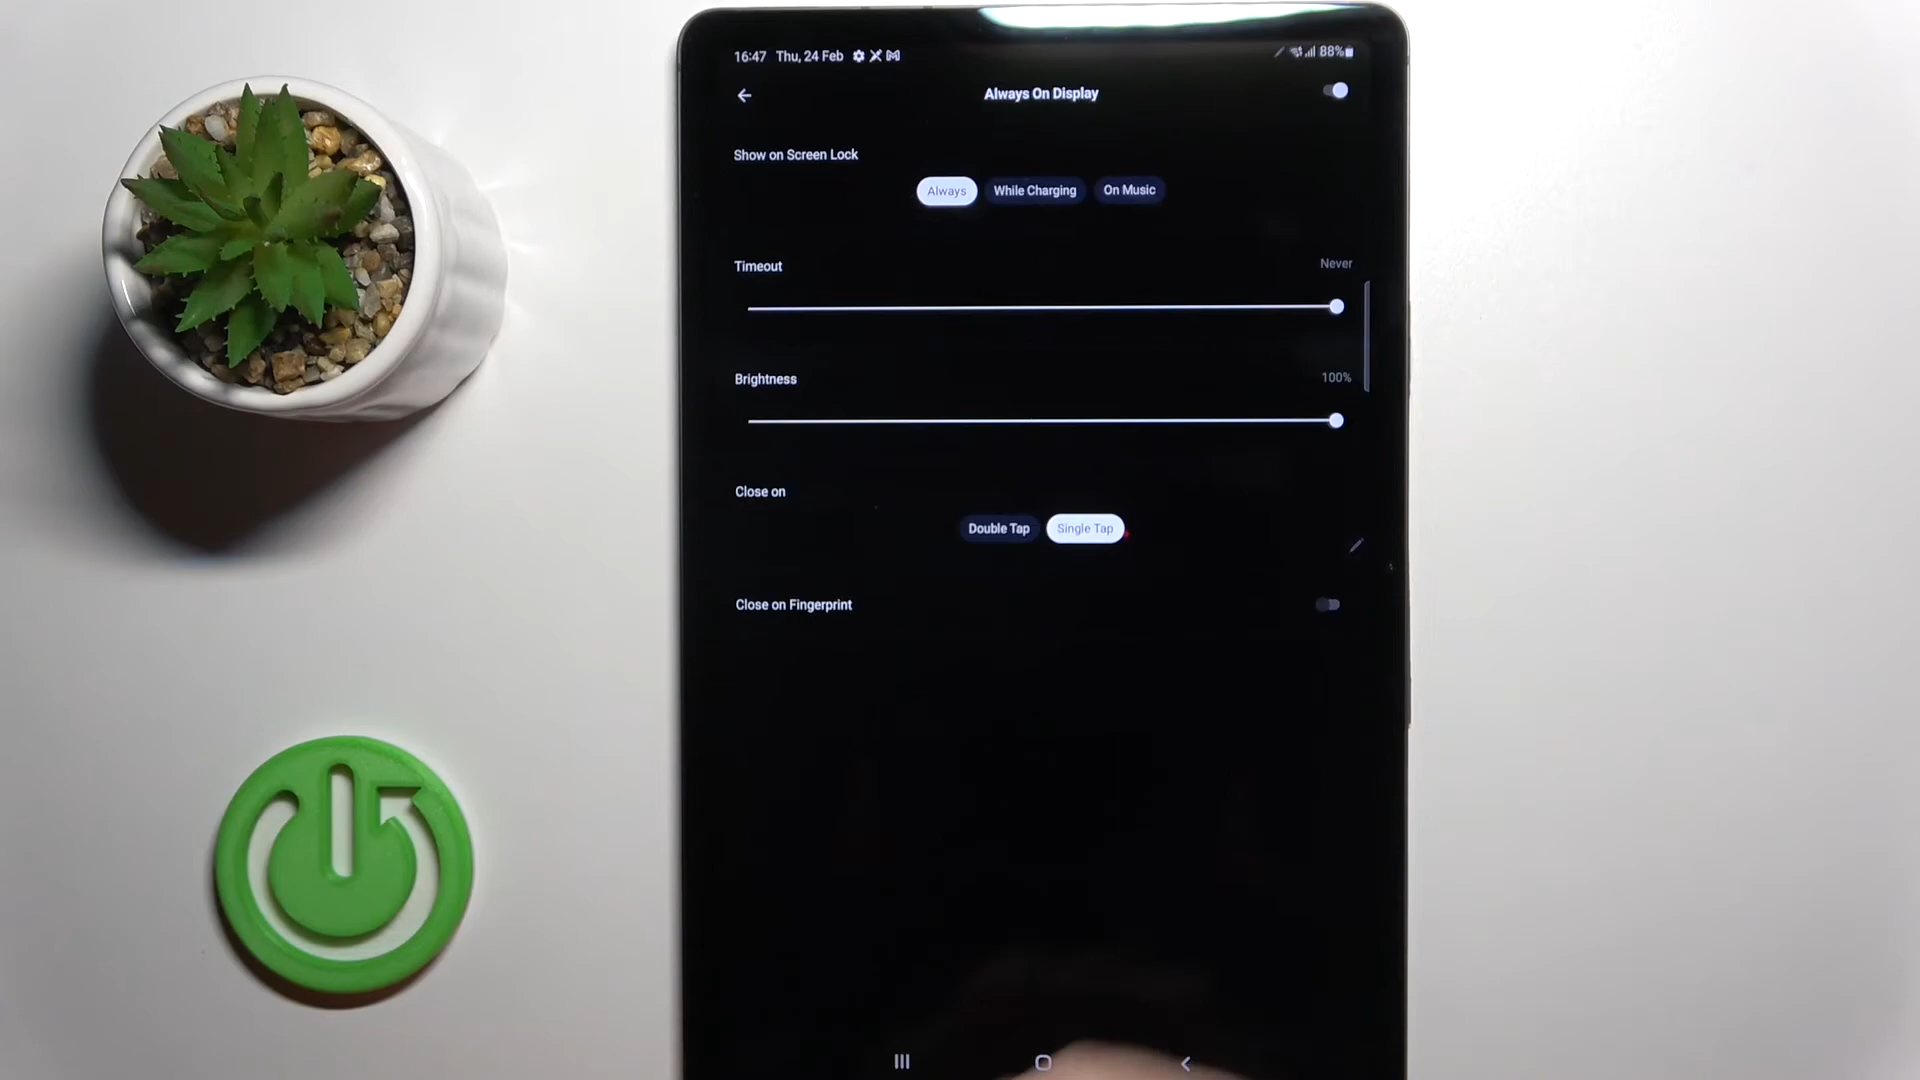 16:47 Thu, 24 Feb
88%
Always On Display
Show on Screen Lock
Always While Charging On Music
Timeout Never
Brightness 100%
Close on
Double Tap Single Tap
Close on Fingerprint